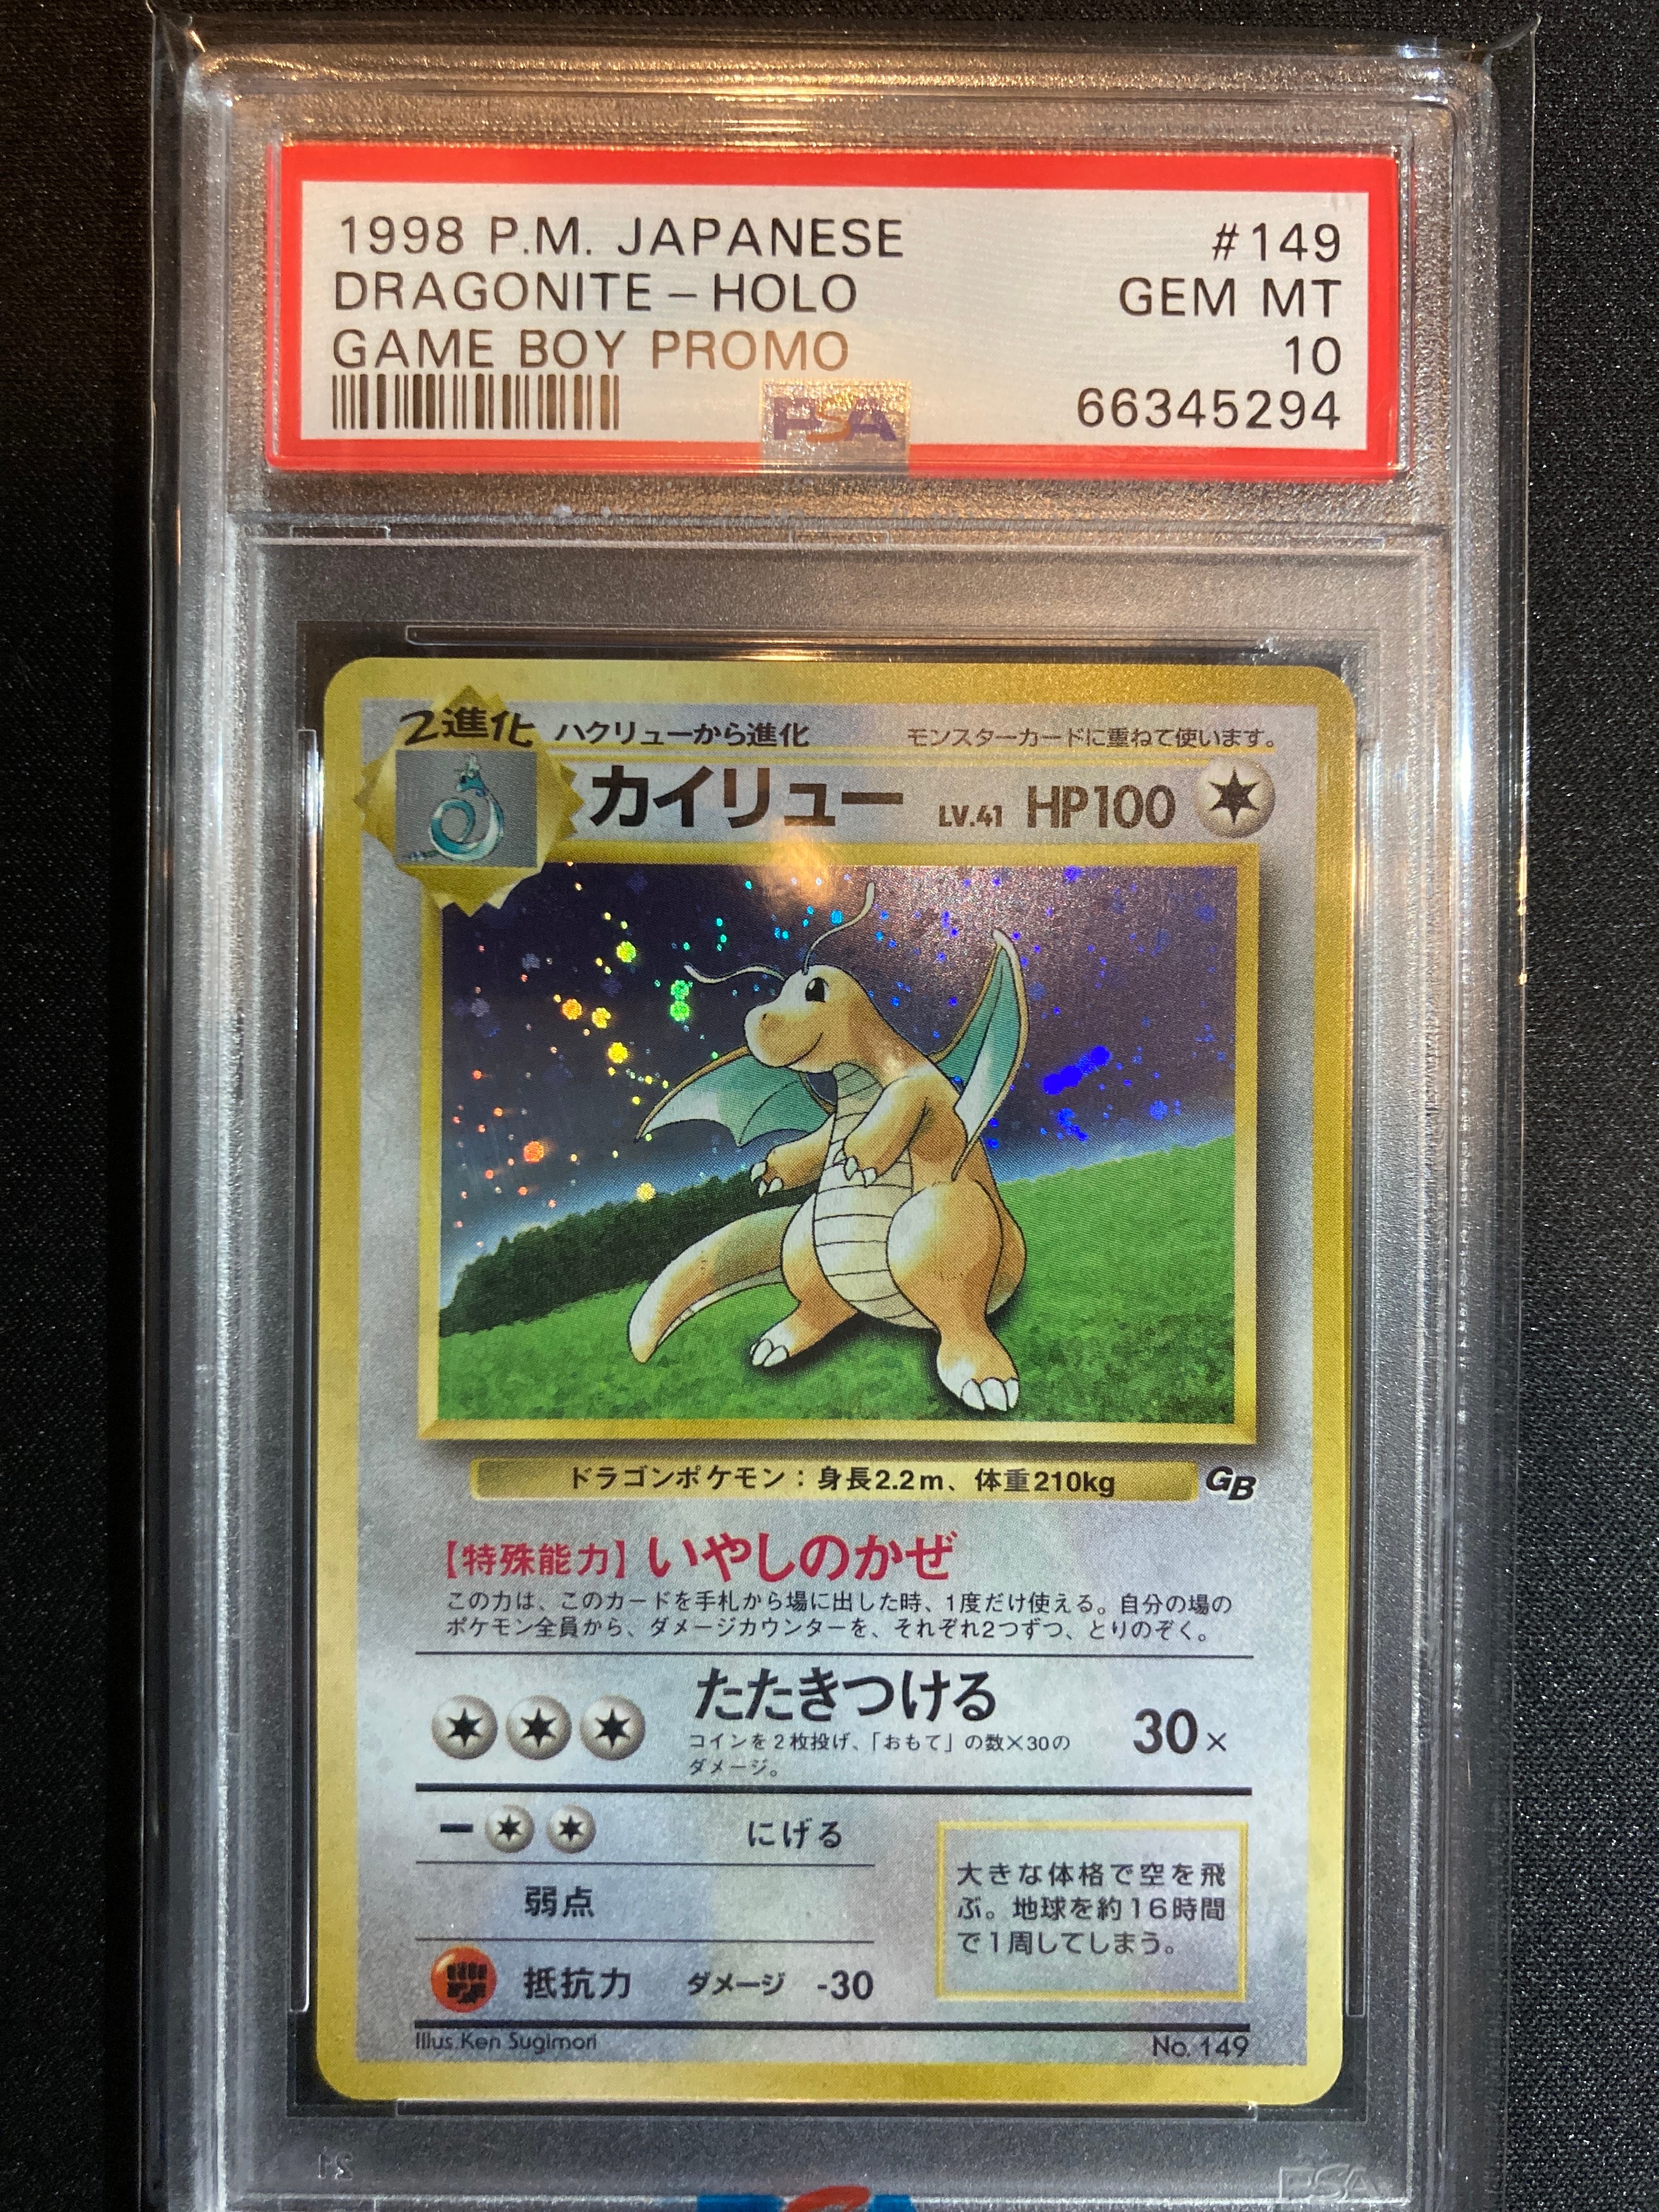 1998 P.M. JAPANESE #149
DRAGONITE – HOLO GEM MT
GAME BOY PROMO 10
PSA 66345294
2進化 ハクリューから進化 モンスターカードに重ねて使います。
カイリュー LV.41 HP100
ドラゴンポケモン：身長2.2m、体重210kg GB
【特殊能力】いやしのかぜ
この力は、このカードを手札から場に出した時、1度だけ使える。自分の場の
ポケモン全員から、ダメージカウンターを、それぞれ2つずつ、とりのぞく。
たたきつける 30×
コインを2枚投げ、「おもて」の数×30の
ダメージ。
にげる
弱点
抵抗力 ダメージ -30
大きな体格で空を飛
ぶ。地球を約16時間
で1周してしまう。
Illus.Ken Sugimori No. 149
PSA